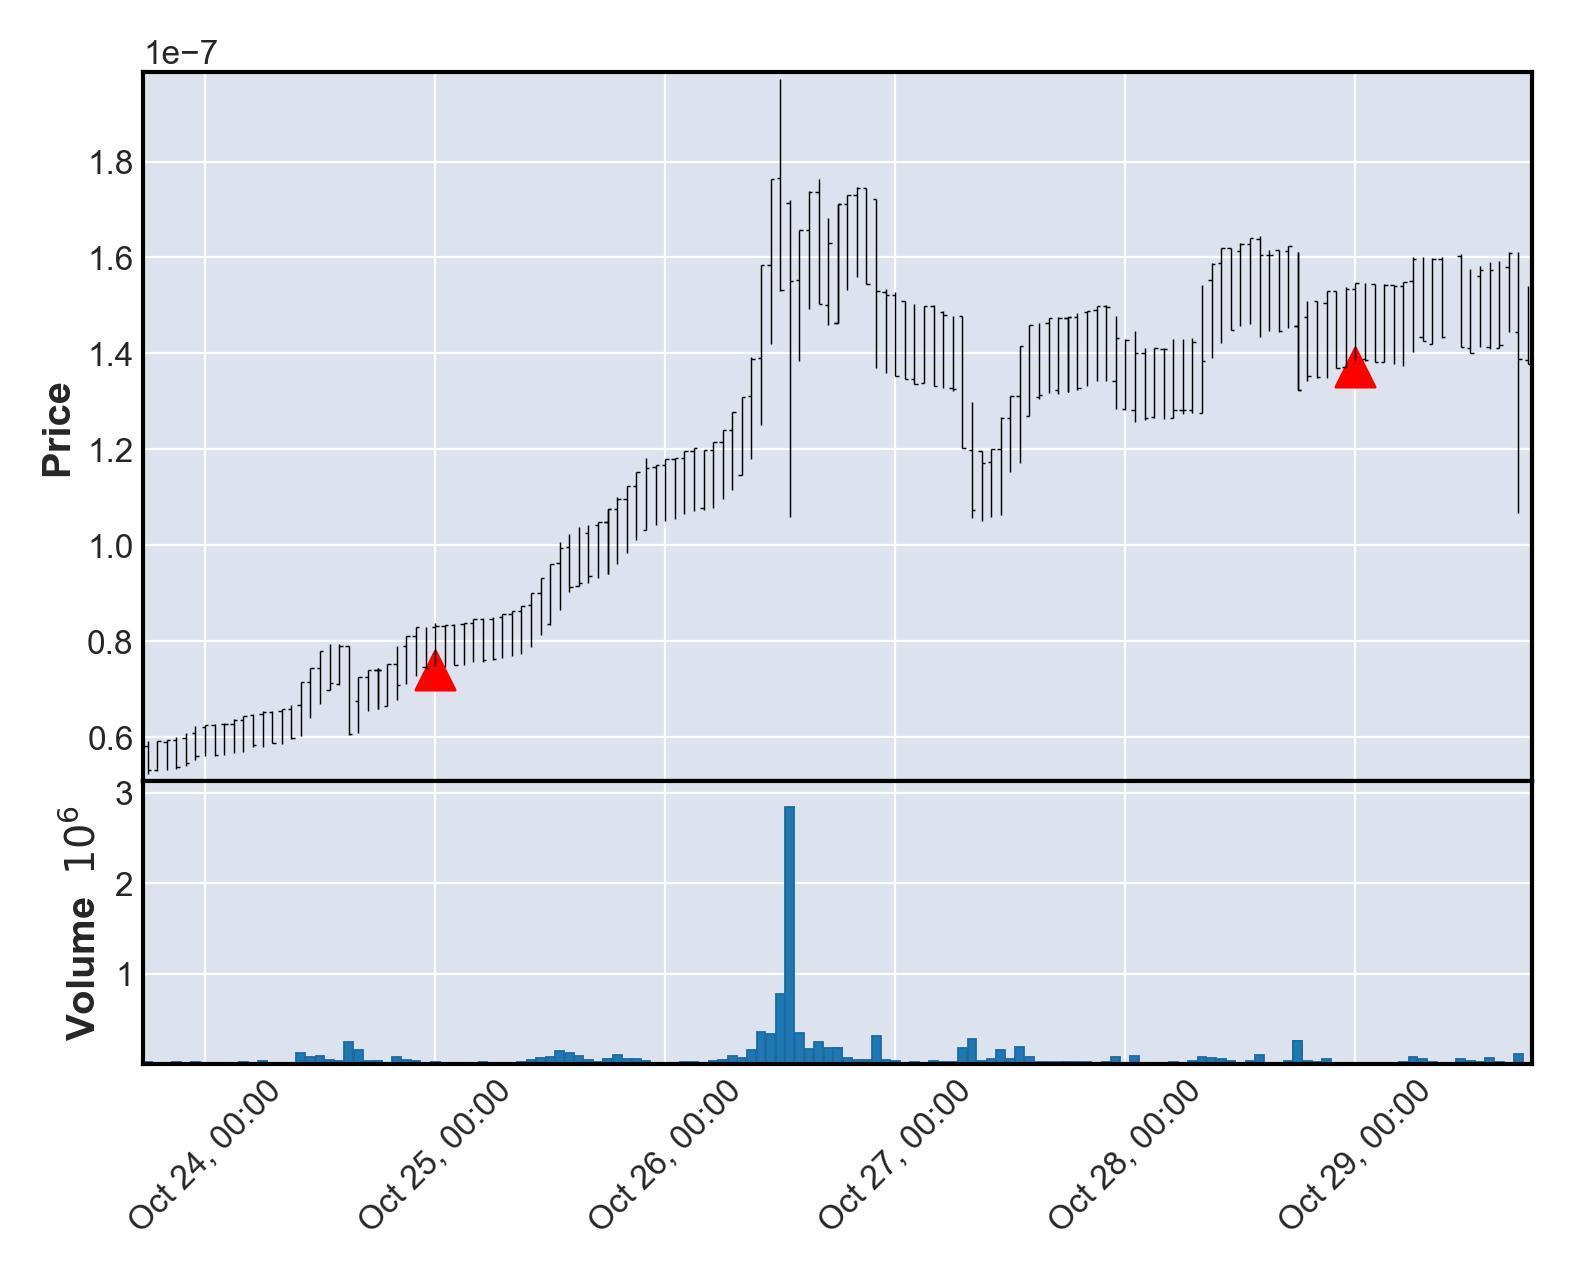 1e−7
1.8
1.6
1.4
1.2
1.0
0.8
0.6
Price
3
2
1
Volume 10⁶
Oct 24, 00:00
Oct 25, 00:00
Oct 26, 00:00
Oct 27, 00:00
Oct 28, 00:00
Oct 29, 00:00